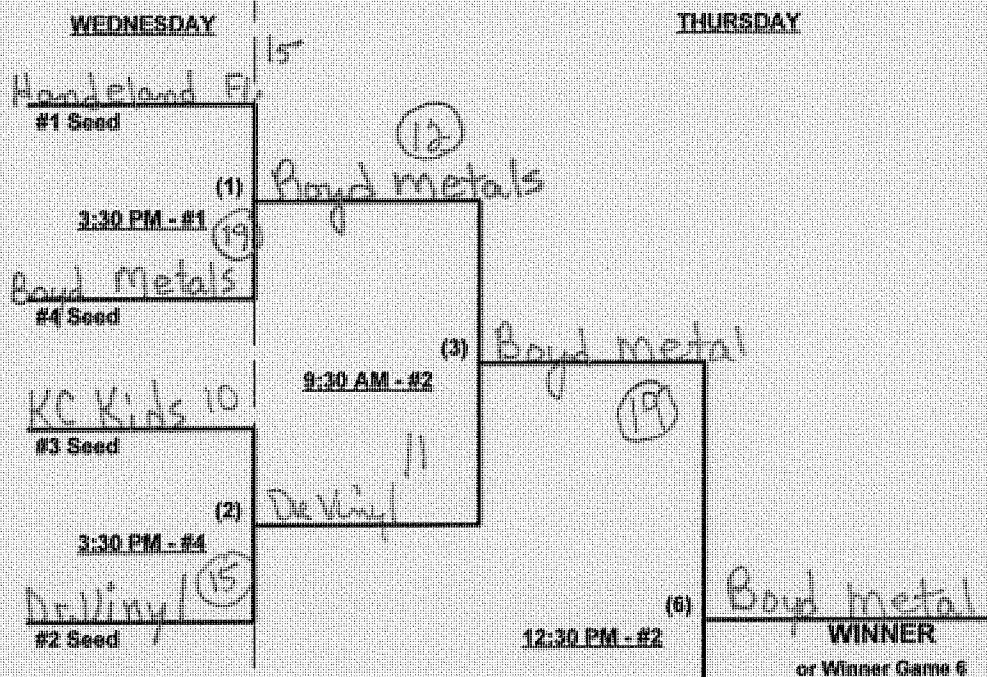 WEDNESDAY
THURSDAY
15
Handeland Fl.
#1 Seed
12
(1)
Boyd metals
3:30 PM - #1
19
Boyd Metals
#4 Seed
(3)
Boyd metal
9:30 AM - #2
19
KC Kids 10
#3 Seed
11
(2)
Dr Vinyl
3:30 PM - #4
15
Dr. Vinyl
#2 Seed
(6)
Boyd metal
12:30 PM - #2
WINNER
or Winner Game 6